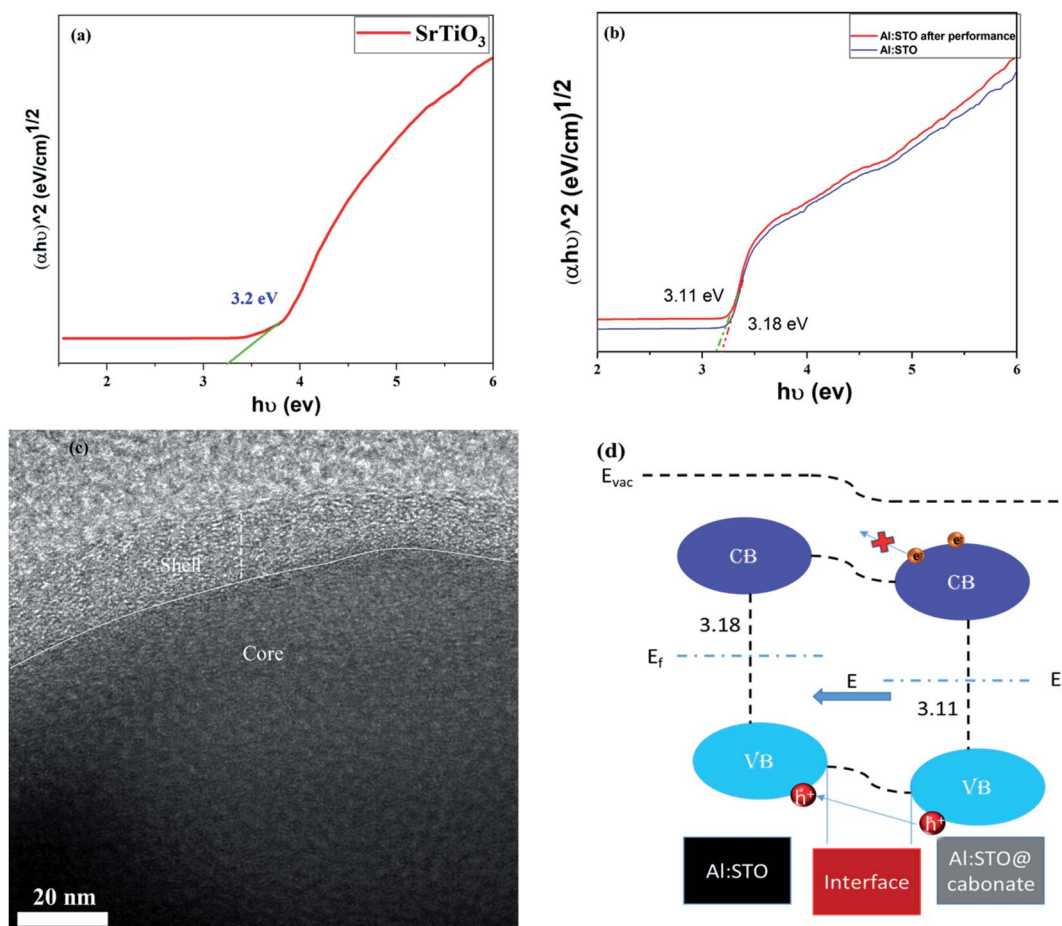 (a)
SrTiO₃
(αhυ)^2 (eV/cm)^1/2
3.2 eV
2 3 4 5 6
hυ (ev)
(b)
Al:STO after performance
Al:STO
(αhυ)^2 (eV/cm)^1/2
3.11 eV
3.18 eV
2 3 4 5 6
hυ (ev)
(c)
Shell
Core
20 nm
(d)
Evac
CB
e-
e-
CB
3.18
Ef
E
E
3.11
VB
VB
h+
h+
Al:STO
Interface
Al:STO@
cabonate